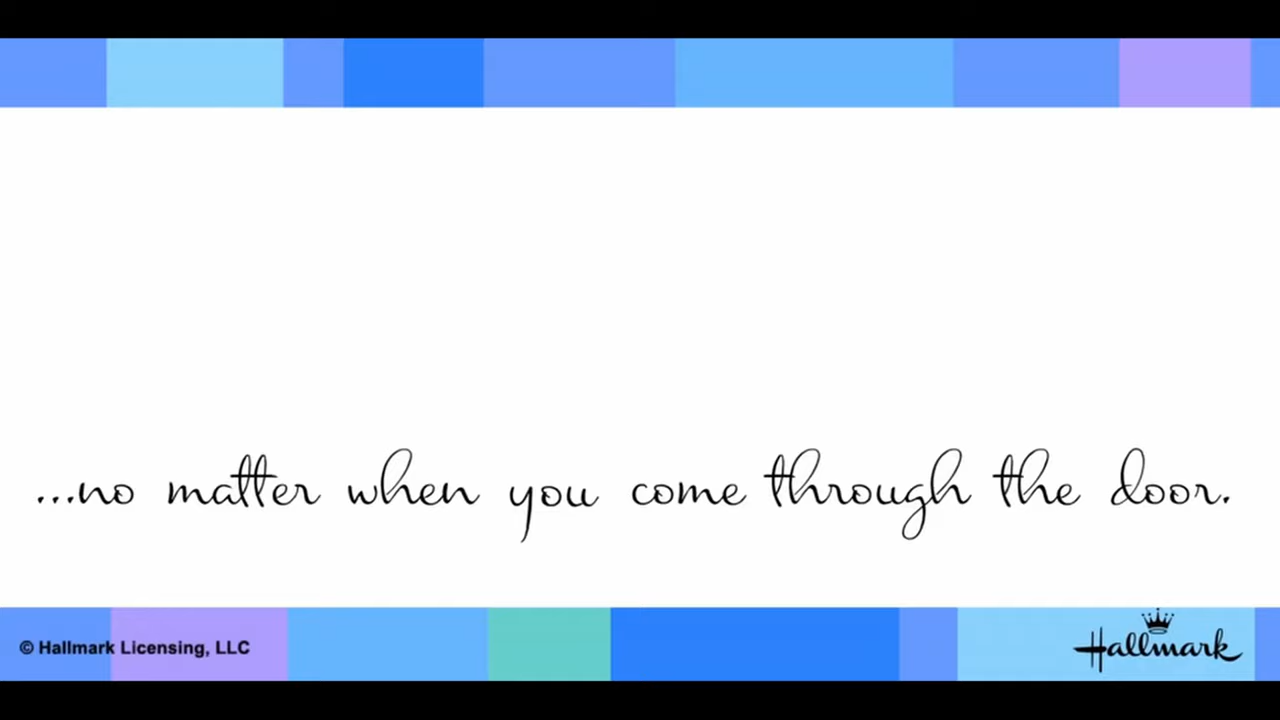 ...no matter when you come through the door.
© Hallmark Licensing, LLC
Hallmark